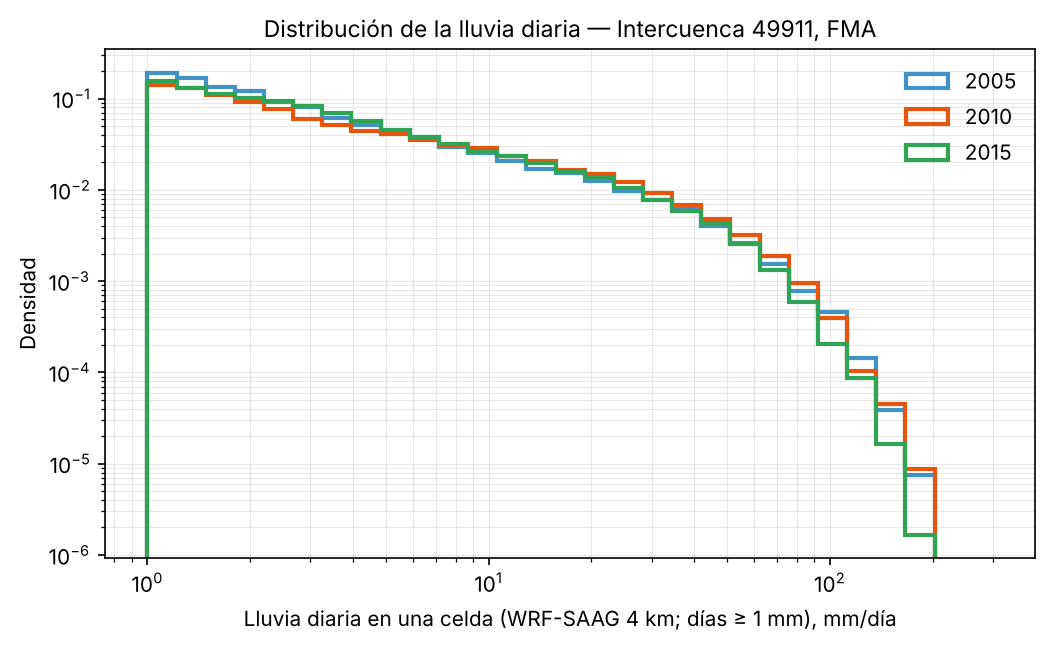 Distribución de la lluvia diaria — Intercuenca 49911, FMA
2005
2010
2015
Densidad
10⁻¹
10⁻²
10⁻³
10⁻⁴
10⁻⁵
10⁻⁶
10⁰ 10¹ 10²
Lluvia diaria en una celda (WRF-SAAG 4 km; días ≥ 1 mm), mm/día